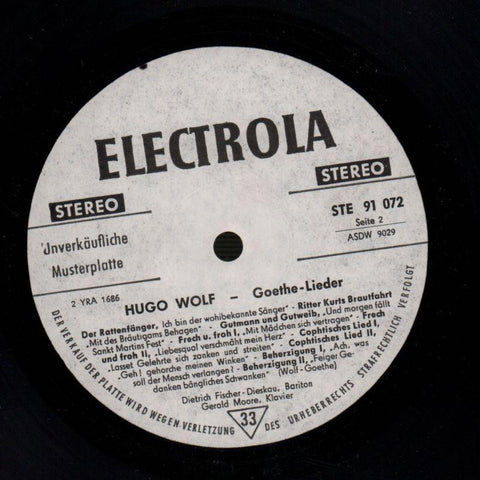 ELECTROLA
STEREO
STEREO
STE 91 072
Seite 2
ASDW 9029
Unverkäufliche
Musterplatte
2 YRA 1686
HUGO WOLF – Goethe-Lieder
Der Rattenfänger, Ich bin der wohlbekannte Sänger" - Ritter Kurts Brautfahrt
„Mit des Bräutigams Behagen" - Gutmann und Gutweib, „Und morgen fällt
Sankt Martins Fest" - Frech u. froh I, „Mit Mädchen sich vertragen" - Frech
und froh II, „Liebesqual verschmäht mein Herz" - Cophtisches Lied I,
„Lasset Gelehrte sich zanken und streiten" - Cophtisches Lied II,
„Geh! gehorche meinen Winken" - Beherzigung I, „Ach, was
soll der Mensch verlangen? - Beherzigung II, „Feiger Ge-
danken bängliches Schwanken" (Wolf - Goethe)
Dietrich Fischer-Dieskau, Bariton
Gerald Moore, Klavier
33
DER VERKAUF DER PLATTE WIRD WEGEN VERLETZUNG DES URHEBERRECHTS STRAFRECHTLICH VERFOLGT